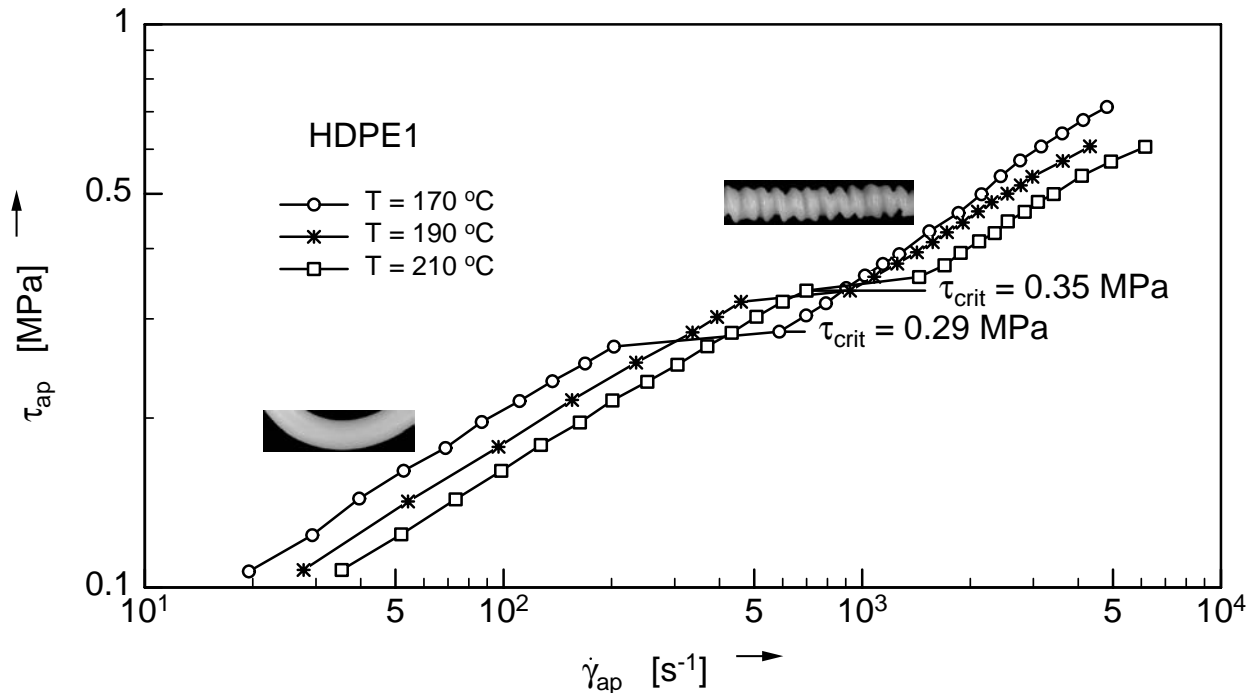 1
HDPE1
T = 170 °C
T = 190 °C
T = 210 °C
0.5
τap [MPa]
τcrit = 0.35 MPa
τcrit = 0.29 MPa
0.1
10¹ 5 10² 5 10³ 5 10⁴
γ̇ap [s⁻¹]